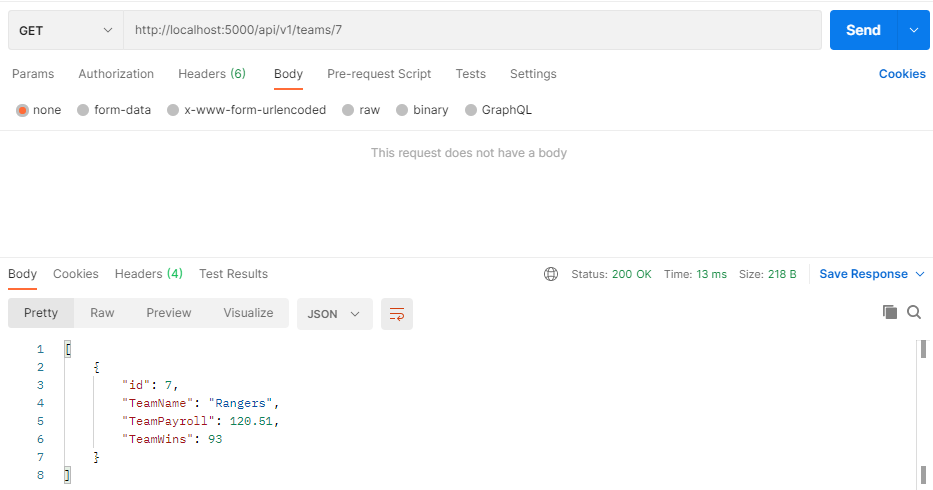 GET http://localhost:5000/api/v1/teams/7 Send
Params Authorization Headers (6) Body Pre-request Script Tests Settings Cookies
none form-data x-www-form-urlencoded raw binary GraphQL
This request does not have a body
Body Cookies Headers (4) Test Results Status: 200 OK Time: 13 ms Size: 218 B Save Response
Pretty Raw Preview Visualize JSON
1 [
2 {
3 "id": 7,
4 "TeamName": "Rangers",
5 "TeamPayroll": 120.51,
6 "TeamWins": 93
7 }
8 ]